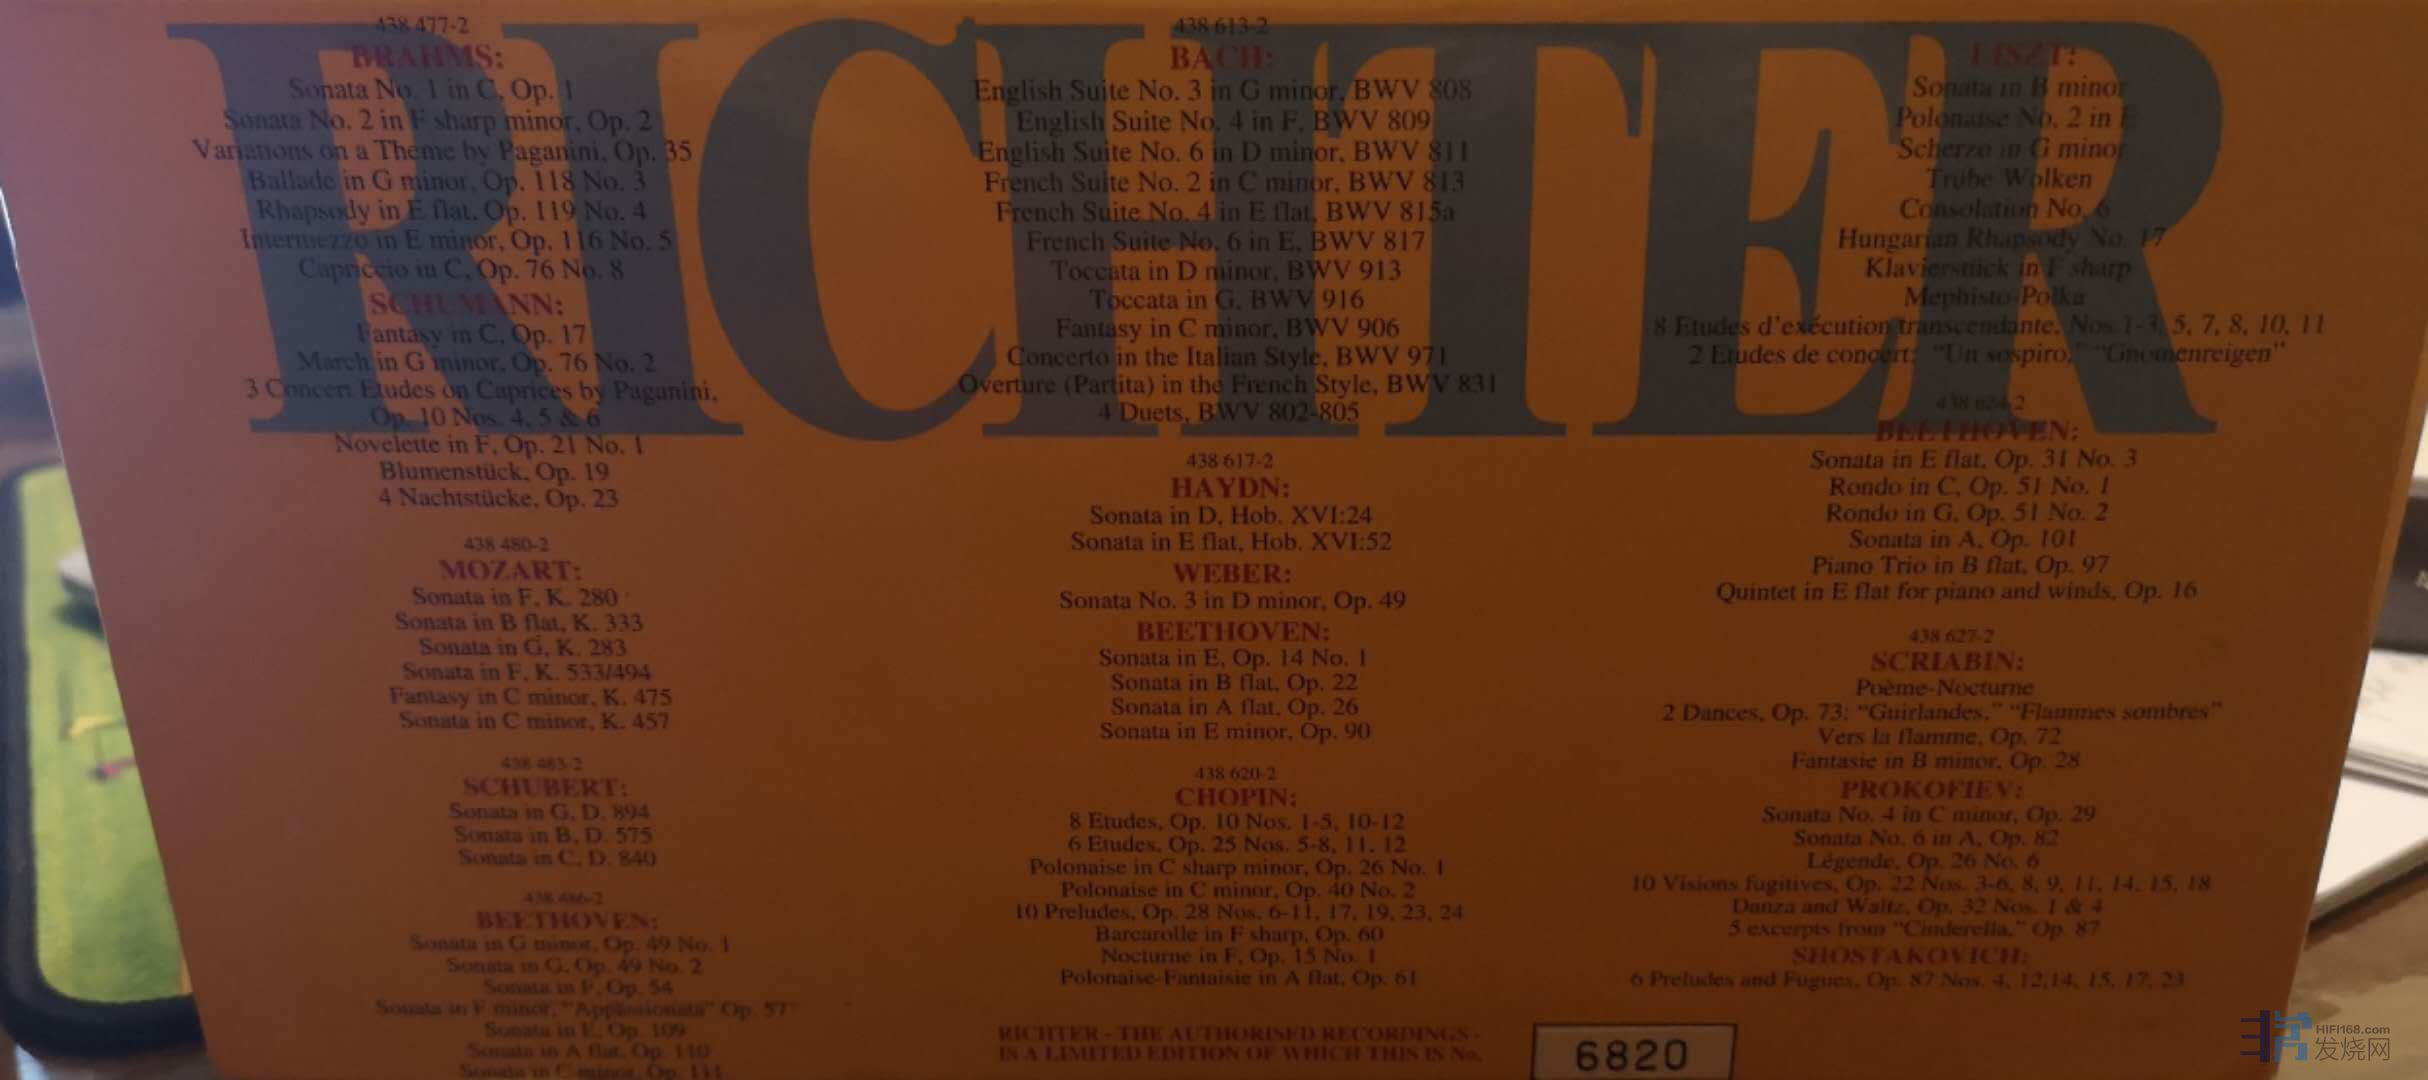 RICHTER
438 477-2
BRAHMS:
Sonata No. 1 in C, Op. 1
Sonata No. 2 in F sharp minor, Op. 2
Variations on a Theme by Paganini, Op. 35
Ballade in G minor, Op. 118 No. 3
Rhapsody in E flat, Op. 119 No. 4
Intermezzo in E minor, Op. 116 No. 5
Capriccio in C, Op. 76 No. 8
SCHUMANN:
Fantasy in C, Op. 17
March in G minor, Op. 76 No. 2
3 Concert Etudes on Caprices by Paganini,
Op. 10 Nos. 4, 5 & 6
Novelette in F, Op. 21 No. 1
Blumenstück, Op. 19
4 Nachtstücke, Op. 23
438 480-2
MOZART:
Sonata in F, K. 280
Sonata in B flat, K. 333
Sonata in G, K. 283
Sonata in F, K. 533/494
Fantasy in C minor, K. 475
Sonata in C minor, K. 457
438 483-2
SCHUBERT:
Sonata in G, D. 894
Sonata in B, D. 575
Sonata in C, D. 840
438 486-2
BEETHOVEN:
Sonata in G minor, Op. 49 No. 1
Sonata in G, Op. 49 No. 2
Sonata in F, Op. 54
Sonata in F minor, "Appassionata" Op. 57
Sonata in E, Op. 109
Sonata in A flat, Op. 110
Sonata in C minor, Op. 111
438 613-2
BACH:
English Suite No. 3 in G minor, BWV 808
English Suite No. 4 in F, BWV 809
English Suite No. 6 in D minor, BWV 811
French Suite No. 2 in C minor, BWV 813
French Suite No. 4 in E flat, BWV 815a
French Suite No. 6 in E, BWV 817
Toccata in D minor, BWV 913
Toccata in G, BWV 916
Fantasy in C minor, BWV 906
Concerto in the Italian Style, BWV 971
Overture (Partita) in the French Style, BWV 831
4 Duets, BWV 802-805
438 617-2
HAYDN:
Sonata in D, Hob. XVI:24
Sonata in E flat, Hob. XVI:52
WEBER:
Sonata No. 3 in D minor, Op. 49
BEETHOVEN:
Sonata in E, Op. 14 No. 1
Sonata in B flat, Op. 22
Sonata in A flat, Op. 26
Sonata in E minor, Op. 90
438 620-2
CHOPIN:
8 Etudes, Op. 10 Nos. 1-5, 10-12
6 Etudes, Op. 25 Nos. 5-8, 11, 12
Polonaise in C sharp minor, Op. 26 No. 1
Polonaise in C minor, Op. 40 No. 2
10 Preludes, Op. 28 Nos. 6-11, 17, 19, 23, 24
Barcarolle in F sharp, Op. 60
Nocturne in F, Op. 15 No. 1
Polonaise-Fantaisie in A flat, Op. 61
RICHTER - THE AUTHORISED RECORDINGS -
IS A LIMITED EDITION OF WHICH THIS IS No.
6820
LISZT:
Sonata in B minor
Polonaise No. 2 in E
Scherzo in G minor
Trübe Wolken
Consolation No. 6
Hungarian Rhapsody No. 17
Klavierstück in F sharp
Mephisto-Polka
8 Etudes d'exécution transcendante, Nos. 1-3, 5, 7, 8, 10, 11
2 Etudes de concert: "Un sospiro," "Gnomenreigen"
438 624-2
BEETHOVEN:
Sonata in E flat, Op. 31 No. 3
Rondo in C, Op. 51 No. 1
Rondo in G, Op. 51 No. 2
Sonata in A, Op. 101
Piano Trio in B flat, Op. 97
Quintet in E flat for piano and winds, Op. 16
438 627-2
SCRIABIN:
Poème-Nocturne
2 Dances, Op. 73: "Guirlandes," "Flammes sombres"
Vers la flamme, Op. 72
Fantasie in B minor, Op. 28
PROKOFIEV:
Sonata No. 4 in C minor, Op. 29
Sonata No. 6 in A, Op. 82
Légende, Op. 26 No. 6
10 Visions fugitives, Op. 22 Nos. 3-6, 8, 9, 11, 14, 15, 18
Danza and Waltz, Op. 32 Nos. 1 & 4
5 excerpts from "Cinderella," Op. 87
SHOSTAKOVICH:
6 Preludes and Fugues, Op. 87 Nos. 4, 12,14, 15, 17, 23
HIFI168.com
发烧网